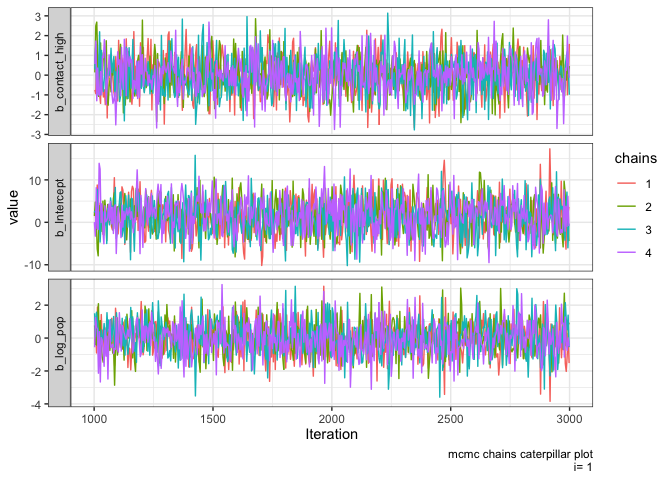 b_contact_high
3
2
1
0
-1
-2
-3
value
b_Intercept
10
0
-10
b_log_pop
2
0
-2
-4
1000 1500 2000 2500 3000
Iteration
chains
1
2
3
4
mcmc chains caterpillar plot
i= 1